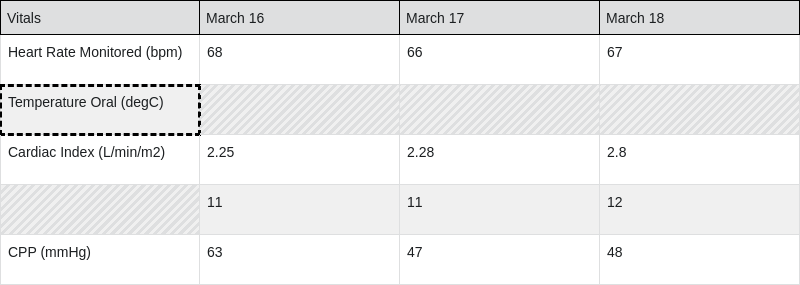 Vitals March 16 March 17 March 18
Heart Rate Monitored (bpm) 68 66 67
Temperature Oral (degC)
Cardiac Index (L/min/m2) 2.25 2.28 2.8
11 11 12
CPP (mmHg) 63 47 48